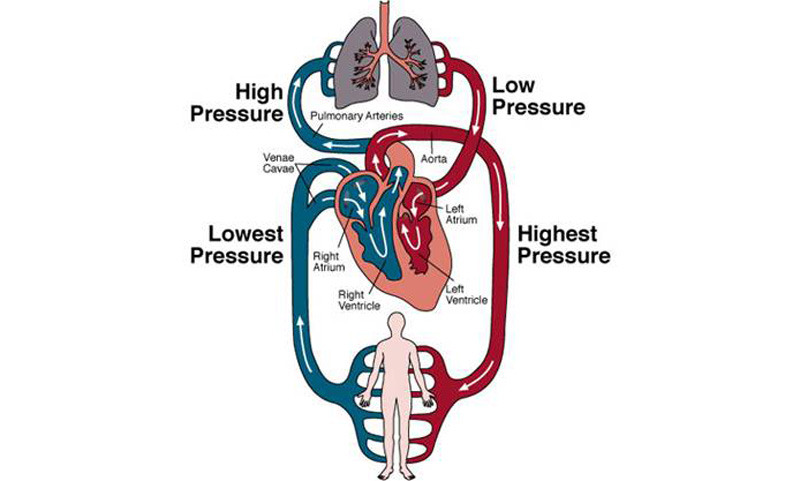 High
Pressure
Low
Pressure
Pulmonary Arteries
Aorta
Venae
Cavae
Left
Atrium
Lowest
Pressure
Highest
Pressure
Right
Atrium
Right
Ventricle
Left
Ventricle